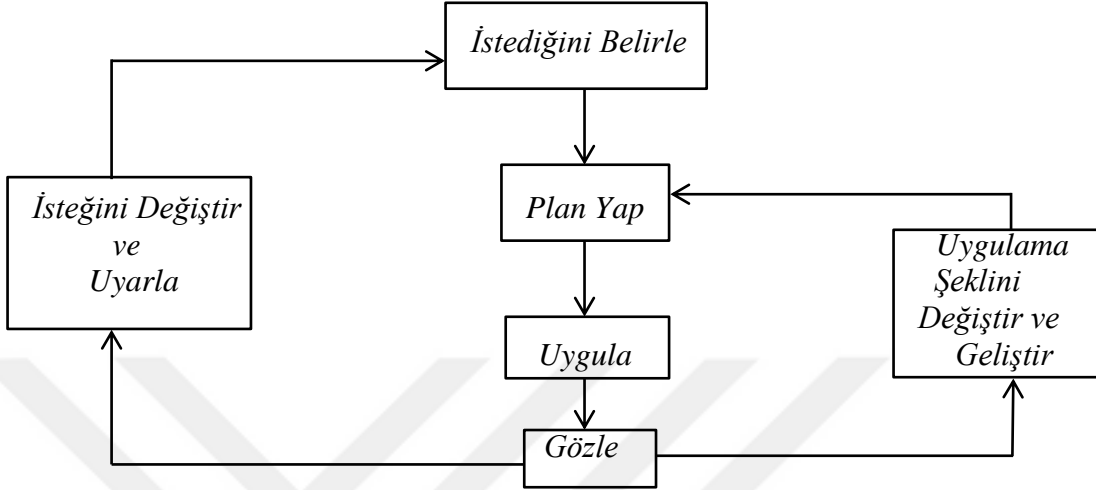 İstediğini Belirle
Plan Yap
İsteğini Değiştir
ve
Uyarla
Uygulama
Şeklini
Değiştir ve
Geliştir
Uygula
Gözle